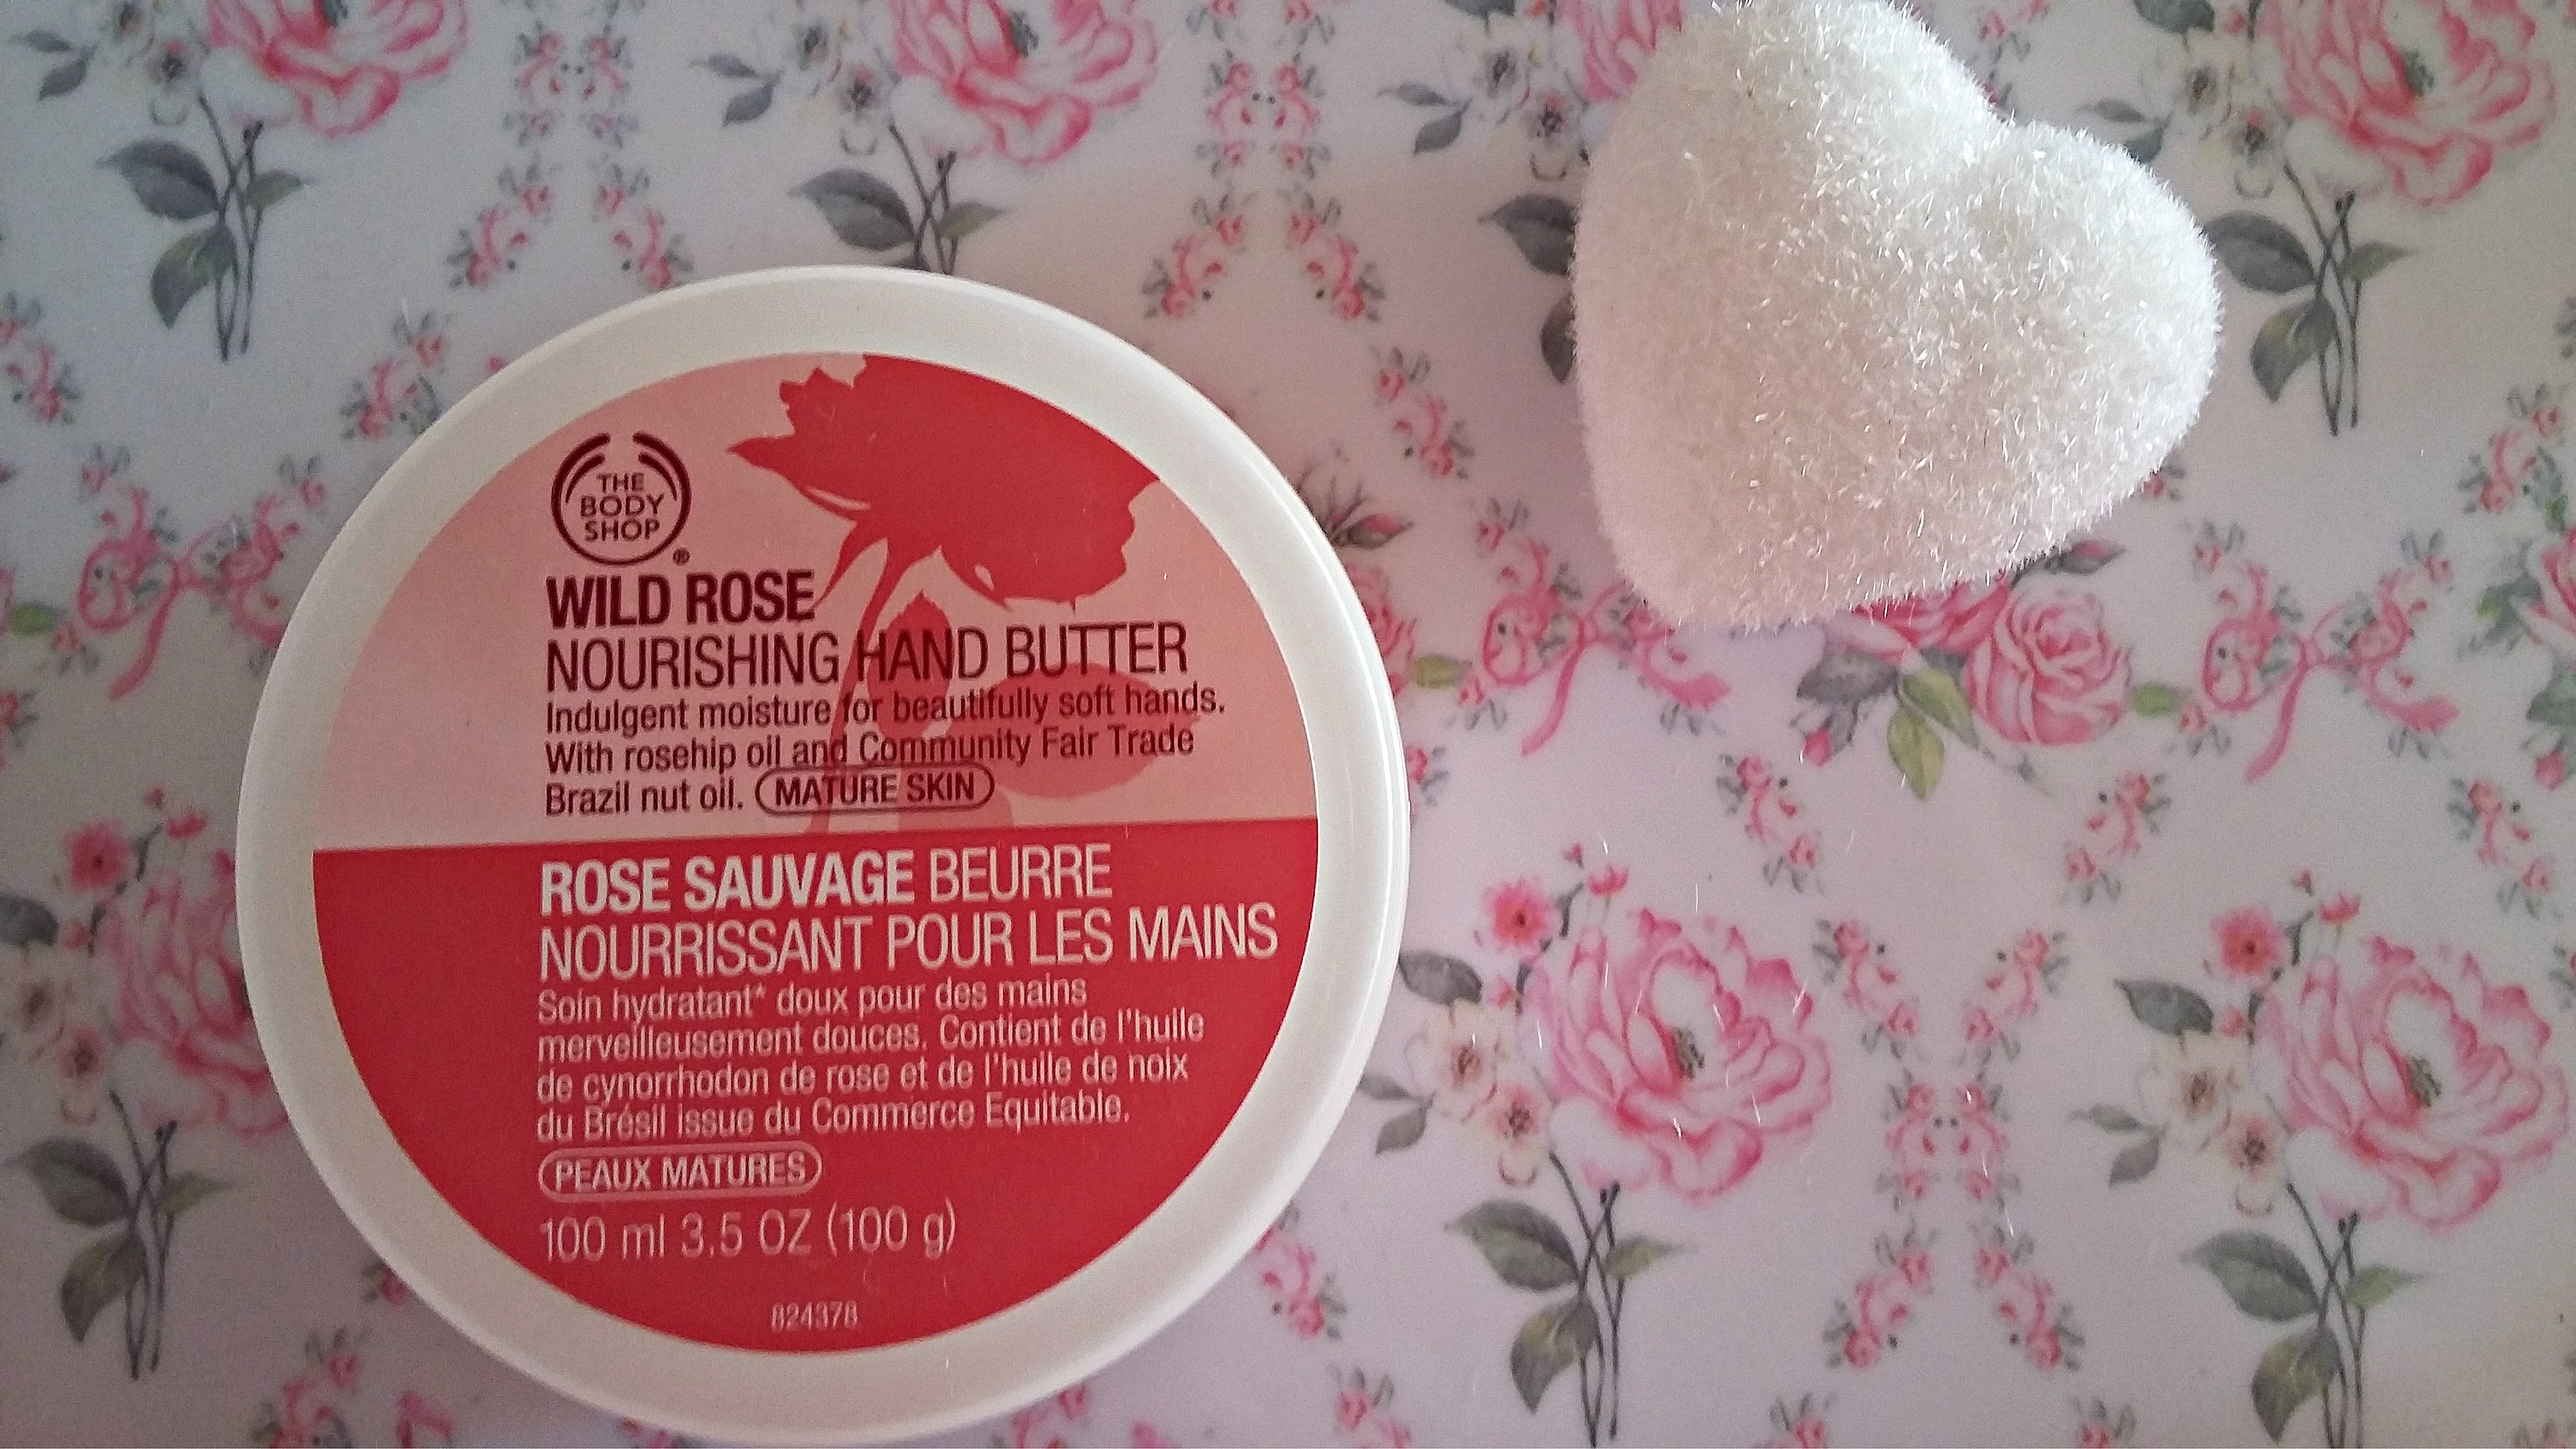 THE
BODY
SHOP
®
WILD ROSE
NOURISHING HAND BUTTER
Indulgent moisture for beautifully soft hands.
With rosehip oil and Community Fair Trade
Brazil nut oil. MATURE SKIN
ROSE SAUVAGE BEURRE
NOURRISSANT POUR LES MAINS
Soin hydratant* doux pour des mains
merveilleusement douces. Contient de l'huile
de cynorrhodon de rose et de l'huile de noix
du Brésil issue du Commerce Equitable.
PEAUX MATURES
100 ml 3.5 OZ (100 g)
824378